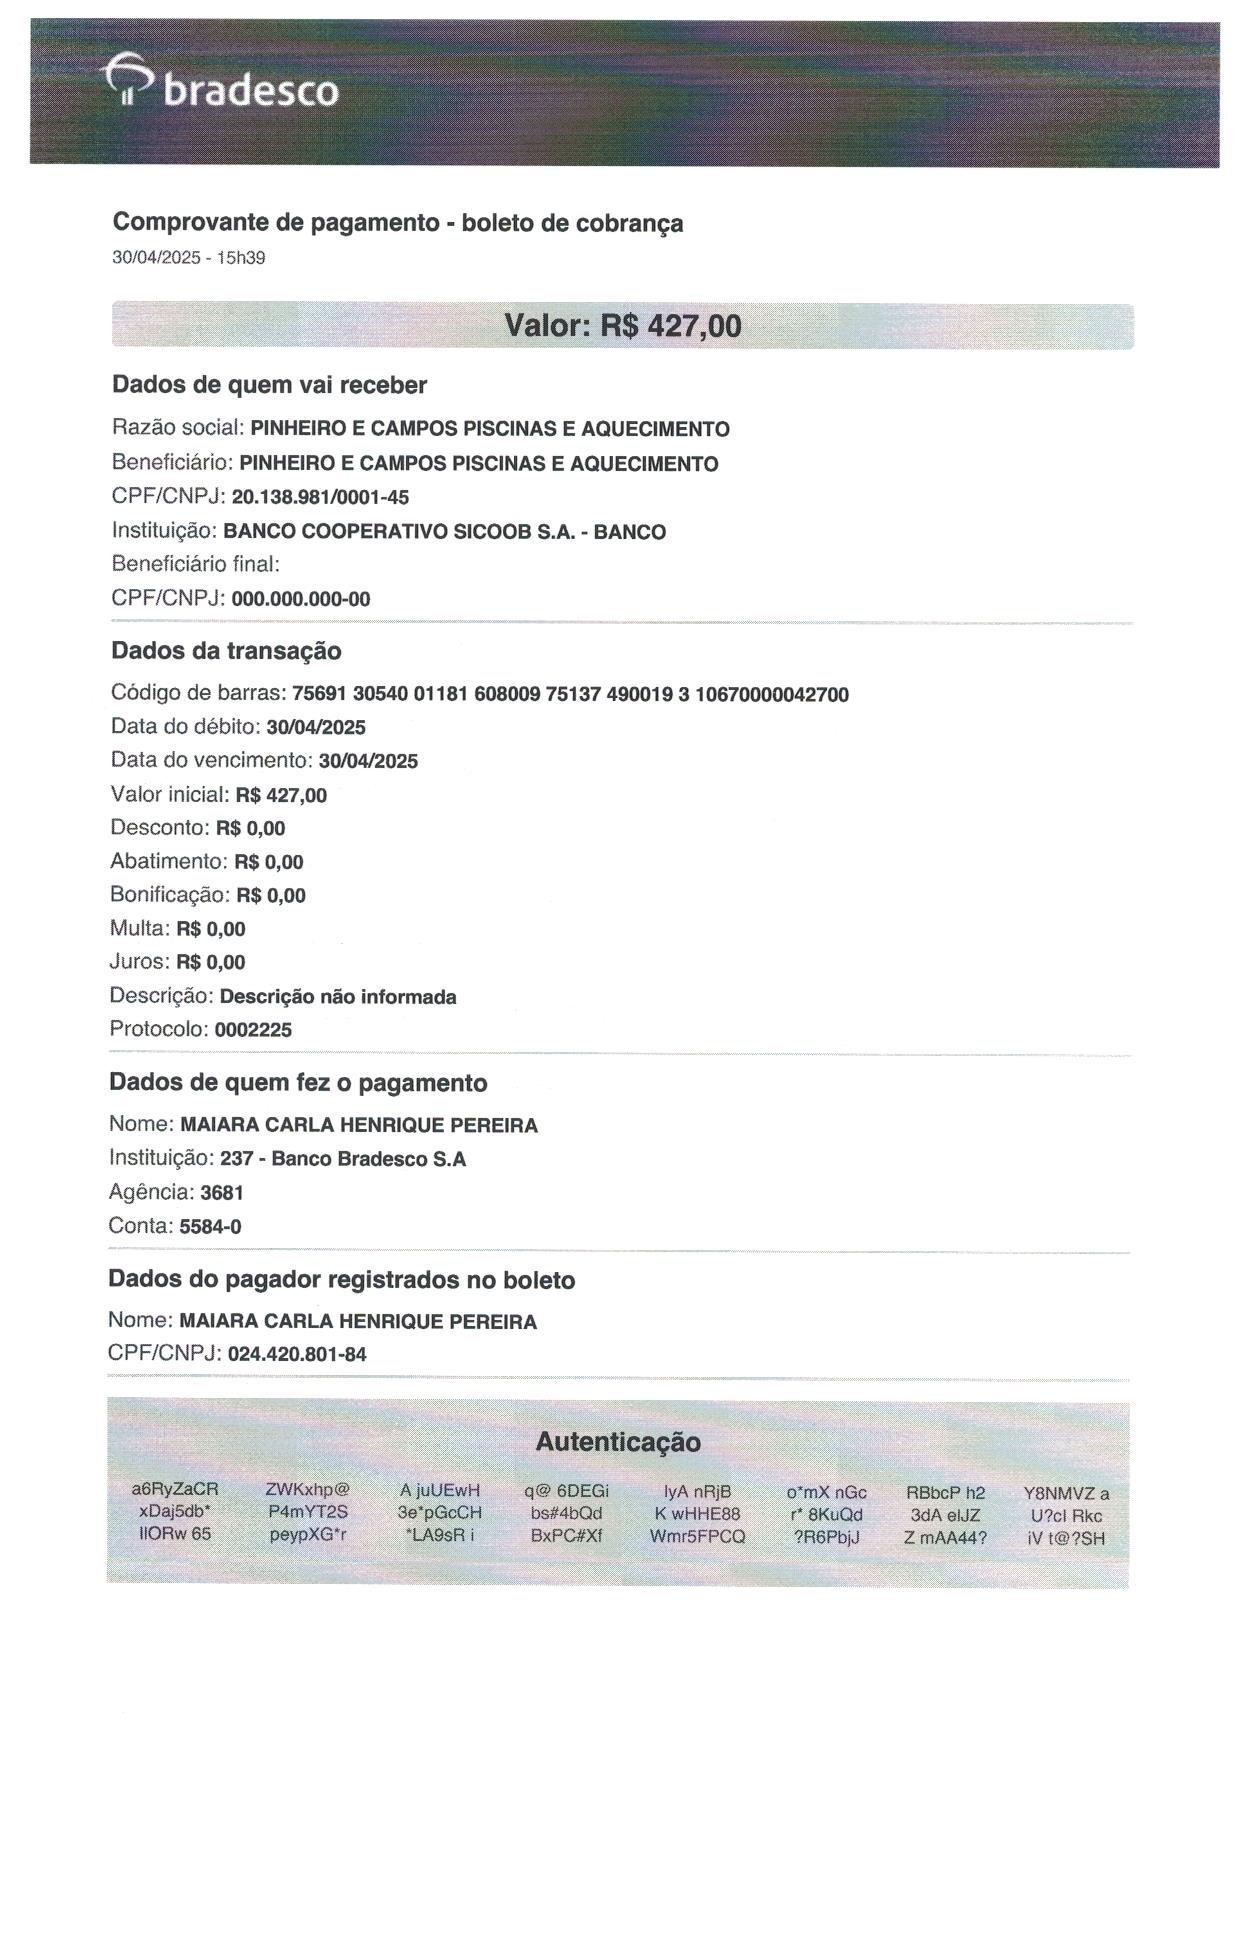 bradesco
Comprovante de pagamento - boleto de cobrança
30/04/2025 - 15h39
Valor: R$ 427,00
Dados de quem vai receber
Razão social: PINHEIRO E CAMPOS PISCINAS E AQUECIMENTO
Beneficiário: PINHEIRO E CAMPOS PISCINAS E AQUECIMENTO
CPF/CNPJ: 20.138.981/0001-45
Instituição: BANCO COOPERATIVO SICOOB S.A. - BANCO
Beneficiário final:
CPF/CNPJ: 000.000.000-00
Dados da transação
Código de barras: 75691 30540 01181 608009 75137 490019 3 10670000042700
Data do débito: 30/04/2025
Data do vencimento: 30/04/2025
Valor inicial: R$ 427,00
Desconto: R$ 0,00
Abatimento: R$ 0,00
Bonificação: R$ 0,00
Multa: R$ 0,00
Juros: R$ 0,00
Descrição: Descrição não informada
Protocolo: 0002225
Dados de quem fez o pagamento
Nome: MAIARA CARLA HENRIQUE PEREIRA
Instituição: 237 - Banco Bradesco S.A
Agência: 3681
Conta: 5584-0
Dados do pagador registrados no boleto
Nome: MAIARA CARLA HENRIQUE PEREIRA
CPF/CNPJ: 024.420.801-84
Autenticação
a6RyZaCR ZWKxhp@ A juUEwH q@ 6DEGi lyA nRjB o*mX nGc RBbcP h2 Y8NMVZ a
xDaj5db* P4mYT2S 3e*pGcCH bs#4bQd K wHHE88 r* 8KuQd 3dA elJZ U?cl Rkc
llORw 65 peypXG*r *LA9sR i BxPC#Xf Wmr5FPCQ ?R6PbjJ Z mAA44? iV t@?SH